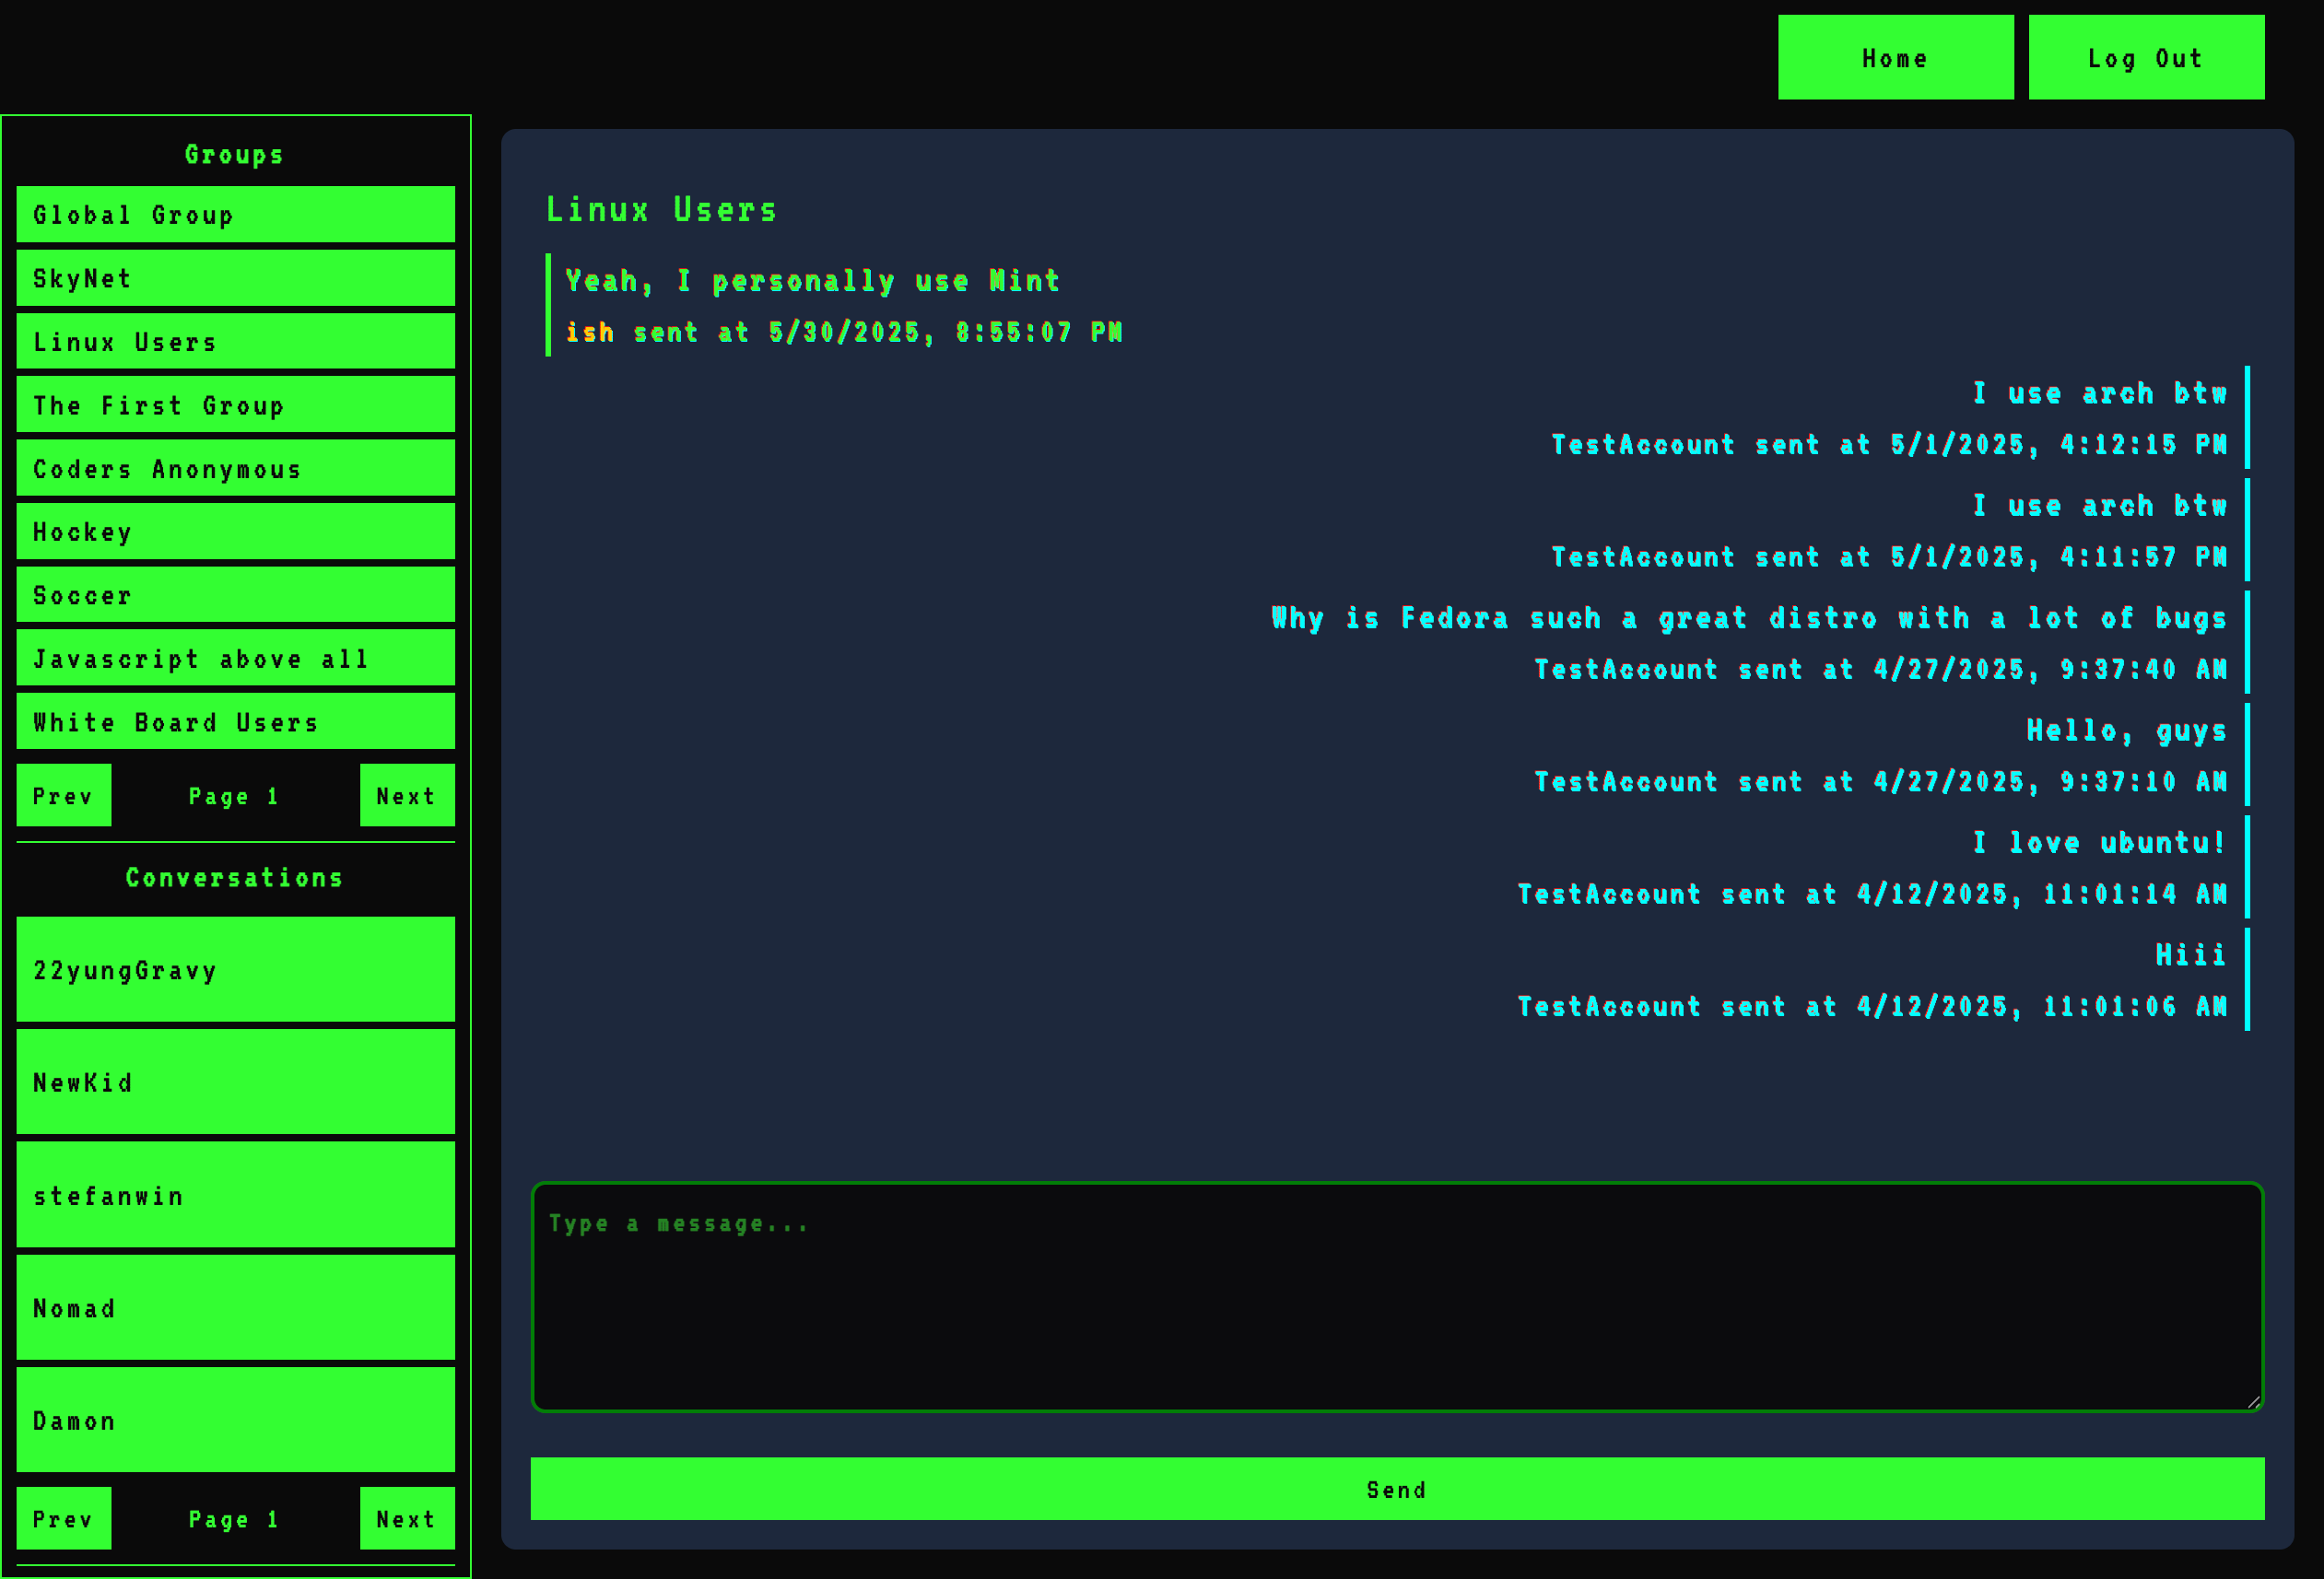 Home
Log Out
Groups
Global Group
SkyNet
Linux Users
The First Group
Coders Anonymous
Hockey
Soccer
Javascript above all
White Board Users
Prev
Page 1
Next
Conversations
22yungGravy
NewKid
stefanwin
Nomad
Damon
Prev
Page 1
Next
Linux Users
Yeah, I personally use Mint
ish sent at 5/30/2025, 8:55:07 PM
I use arch btw
TestAccount sent at 5/1/2025, 4:12:15 PM
I use arch btw
TestAccount sent at 5/1/2025, 4:11:57 PM
Why is Fedora such a great distro with a lot of bugs
TestAccount sent at 4/27/2025, 9:37:40 AM
Hello, guys
TestAccount sent at 4/27/2025, 9:37:10 AM
I love ubuntu!
TestAccount sent at 4/12/2025, 11:01:14 AM
Hiii
TestAccount sent at 4/12/2025, 11:01:06 AM
Type a message...
Send